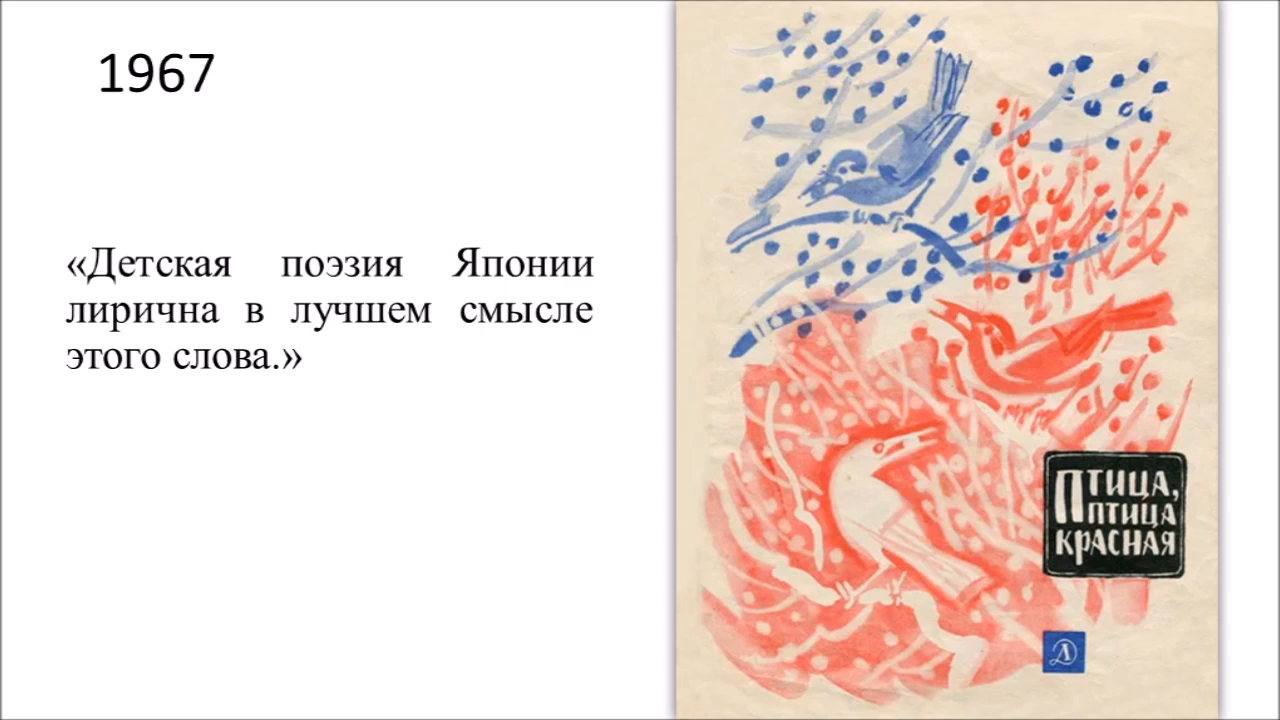 1967
«Детская поэзия Японии
лирична в лучшем смысле
этого слова.»
Птица,
птица
красная
Д